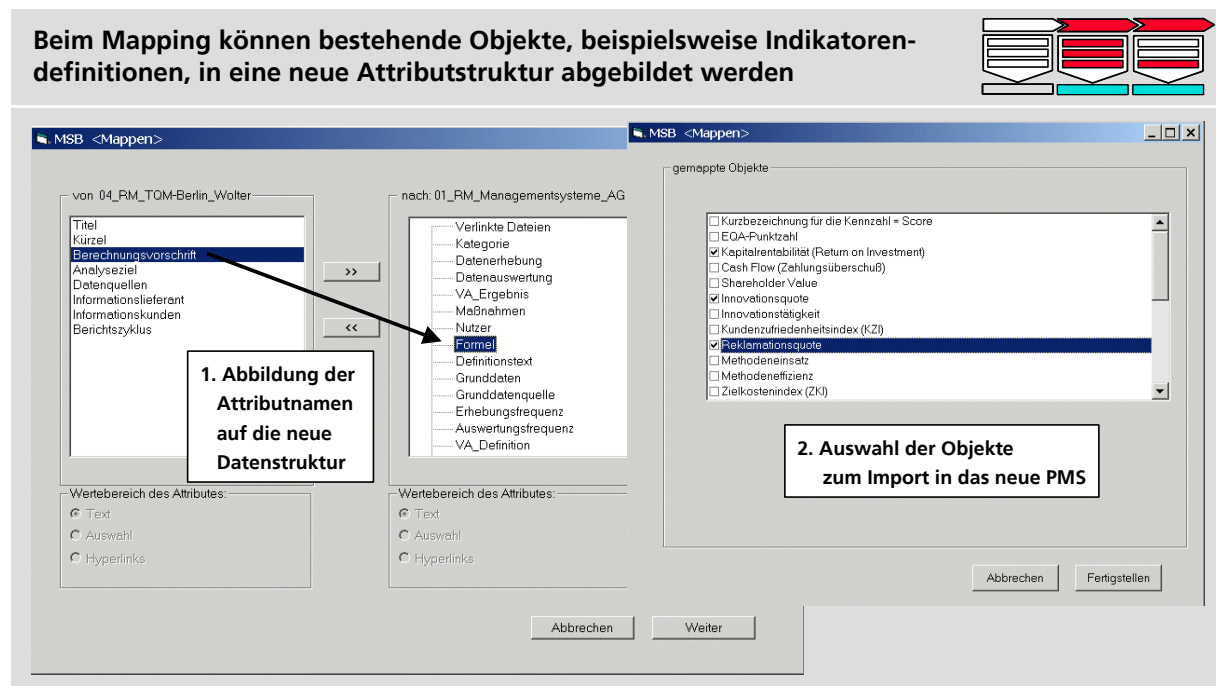 Beim Mapping können bestehende Objekte, beispielsweise Indikatoren-
definitionen, in eine neue Attributstruktur abgebildet werden
MSB <Mappen>
von 04_RM_TQM-Berlin_Wolter
Titel
Kürzel
Berechnungsvorschrift
Analyseziel
Datenquellen
Informationslieferant
Informationskunden
Berichtszyklus
>>
<<
nach: 01_RM_Managementsysteme_AG
Verlinkte Dateien
Kategorie
Datenerhebung
Datenauswertung
VA_Ergebnis
Maßnahmen
Nutzer
Formel
Definitionstext
Grunddaten
Grunddatenquelle
Erhebungsfrequenz
Auswertungsfrequenz
VA_Definition
1. Abbildung der
Attributnamen
auf die neue
Datenstruktur
Wertebereich des Attributes:
Text
Auswahl
Hyperlinks
Wertebereich des Attributes:
Text
Auswahl
Hyperlinks
Abbrechen
Weiter
MSB <Mappen>
gemappte Objekte
Kurzbezeichnung für die Kennzahl = Score
EQA-Punktzahl
Kapitalrentabilität (Return on Investment)
Cash Flow (Zahlungsüberschuß)
Shareholder Value
Innovationsquote
Innovationstätigkeit
Kundenzufriedenheitsindex (KZI)
Reklamationsquote
Methodeneinsatz
Methodeneffizienz
Zielkostenindex (ZKI)
2. Auswahl der Objekte
zum Import in das neue PMS
Abbrechen
Fertigstellen